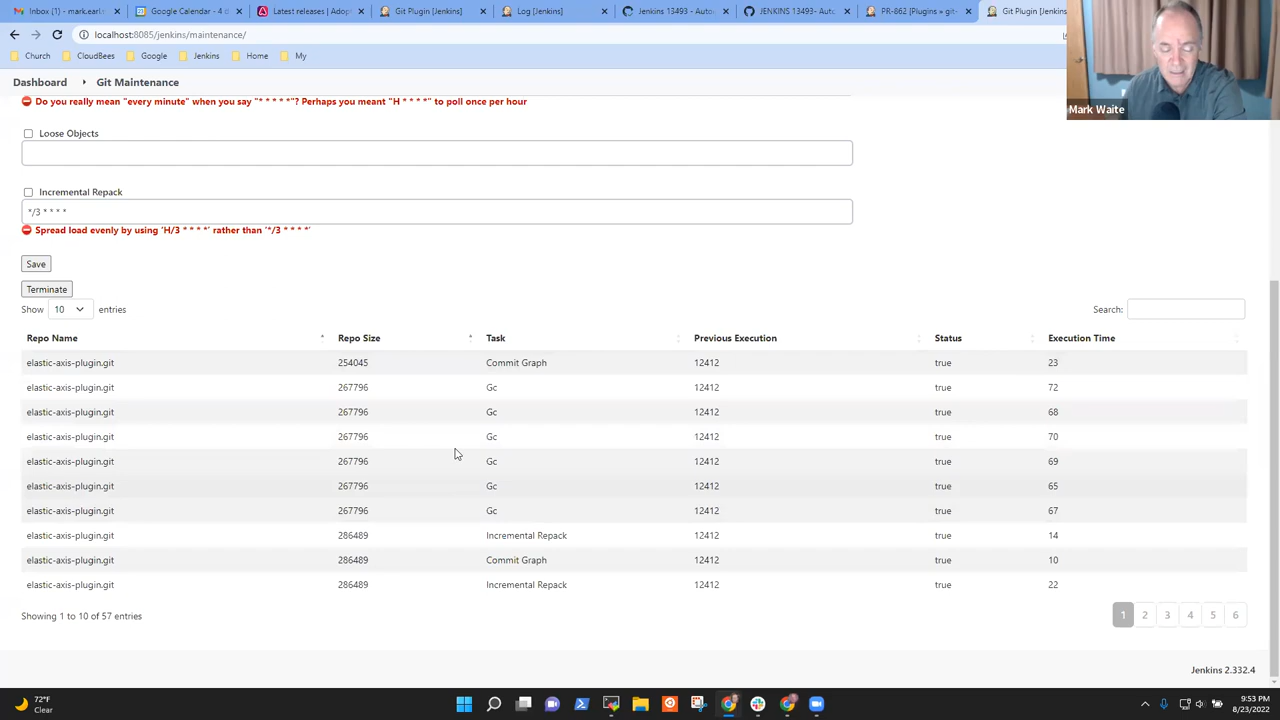 Inbox (1) - mark.earl
Google Calendar - 4 d
Latest releases | Adop
Git Plugin [Jenkins
Log [Jenkins]
Jenkins 13493- Auto
JENKINS 13493- Auto
PR-862 [Plugins > git-
Git Plugin [Jenkins
localhost:8085/jenkins/maintenance/
Church CloudBees Google Jenkins Home My
Dashboard Git Maintenance
Mark Waite
Do you really mean "every minute" when you say "* * * * *"? Perhaps you meant "H * * * *" to poll once per hour
Loose Objects
Incremental Repack
*/3 * * * *
Spread load evenly by using ‘H/3 * * * *’ rather than ‘*/3 * * * *’
Save
Terminate
Show 10 entries Search:
Repo Name Repo Size Task Previous Execution Status Execution Time
elastic-axis-plugin.git 254045 Commit Graph 12412 true 23
elastic-axis-plugin.git 267796 Gc 12412 true 72
elastic-axis-plugin.git 267796 Gc 12412 true 68
elastic-axis-plugin.git 267796 Gc 12412 true 70
elastic-axis-plugin.git 267796 Gc 12412 true 69
elastic-axis-plugin.git 267796 Gc 12412 true 65
elastic-axis-plugin.git 267796 Gc 12412 true 67
elastic-axis-plugin.git 286489 Incremental Repack 12412 true 14
elastic-axis-plugin.git 286489 Commit Graph 12412 true 10
elastic-axis-plugin.git 286489 Incremental Repack 12412 true 22
Showing 1 to 10 of 57 entries 1 2 3 4 5 6
Jenkins 2.332.4
72°F
Clear
9:53 PM
8/23/2022